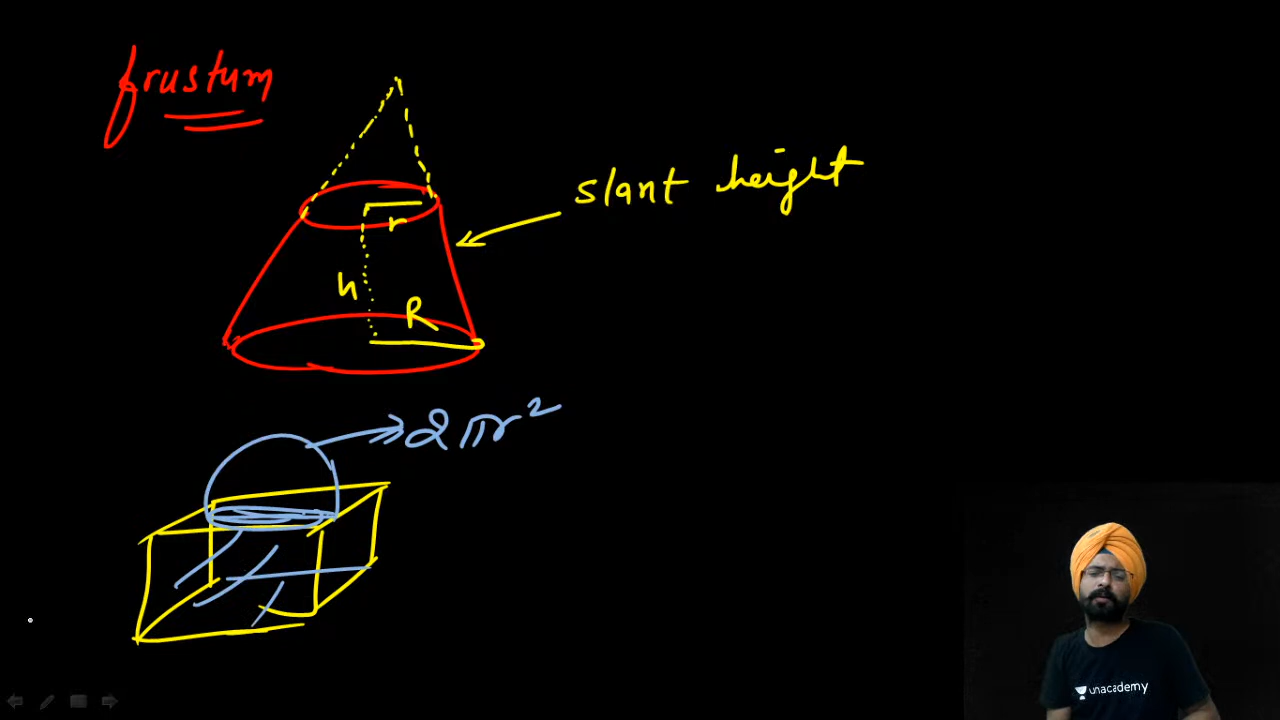 frustum
slant height
r
h
R
2πr²
unacademy